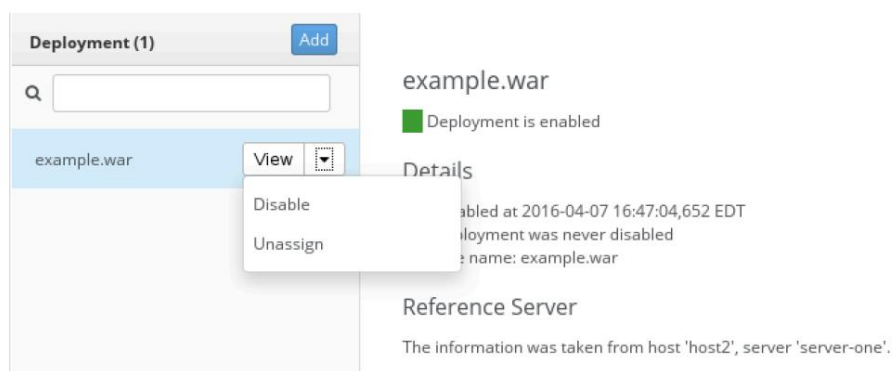 Deployment (1)
Add
example.war
View
Disable
Unassign
example.war
Deployment is enabled
Details
abled at 2016-04-07 16:47:04,652 EDT
loyment was never disabled
name: example.war
Reference Server
The information was taken from host 'host2', server 'server-one'.